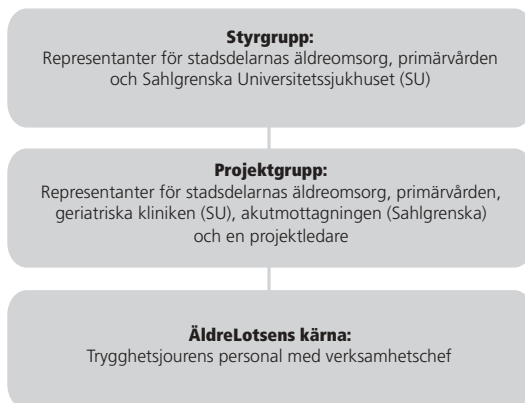 Styrgrupp:
Representanter för stadsdelarnas äldreomsorg, primärvården
och Sahlgrenska Universitetssjukhuset (SU)
Projektgrupp:
Representanter för stadsdelarnas äldreomsorg, primärvården,
geriatriska kliniken (SU), akutmottagningen (Sahlgrenska)
och en projektledare
ÄldreLotsens kärna:
Trygghetsjourens personal med verksamhetschef